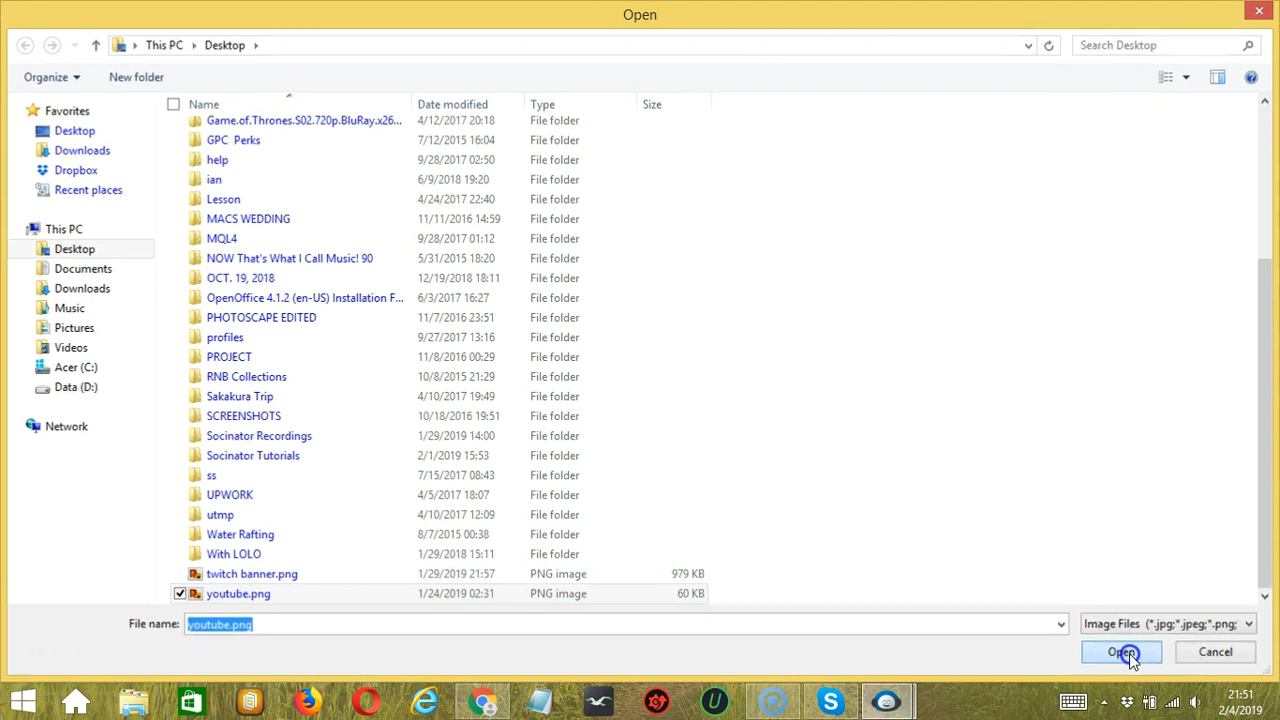 Open
This PC Desktop Search Desktop
Organize New folder
Name Date modified Type Size
Favorites
Desktop
Downloads
Dropbox
Recent places
This PC
Desktop
Documents
Downloads
Music
Pictures
Videos
Acer (C:)
Data (D:)
Network
Game.of.Thrones.S02.720p.BluRay.x26... 4/12/2017 20:18 File folder
GPC Perks 7/12/2015 16:04 File folder
help 9/28/2017 02:50 File folder
ian 6/9/2018 19:20 File folder
Lesson 4/24/2017 22:40 File folder
MACS WEDDING 11/11/2016 14:59 File folder
MQL4 9/28/2017 01:12 File folder
NOW That's What I Call Music! 90 5/31/2015 18:20 File folder
OCT. 19, 2018 12/19/2018 18:11 File folder
OpenOffice 4.1.2 (en-US) Installation F... 6/3/2017 16:27 File folder
PHOTOSCAPE EDITED 11/7/2016 23:51 File folder
profiles 9/27/2017 13:16 File folder
PROJECT 11/8/2016 00:29 File folder
RNB Collections 10/8/2015 21:29 File folder
Sakakura Trip 4/10/2017 19:49 File folder
SCREENSHOTS 10/18/2016 19:51 File folder
Socinator Recordings 1/29/2019 14:00 File folder
Socinator Tutorials 2/1/2019 15:53 File folder
ss 7/15/2017 08:43 File folder
UPWORK 4/5/2017 18:07 File folder
utmp 4/10/2017 12:09 File folder
Water Rafting 8/7/2015 00:38 File folder
With LOLO 1/29/2018 15:11 File folder
twitch banner.png 1/29/2019 21:57 PNG image 979 KB
youtube.png 1/24/2019 02:31 PNG image 60 KB
File name: youtube.png Image Files (*.jpg;*.jpeg;*.png;
Open Cancel
21:51
2/4/2019